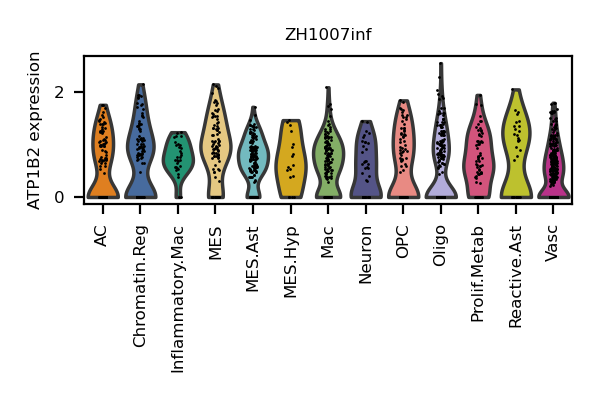 ZH1007inf
ATP1B2 expression
2
0
AC
Chromatin.Reg
Inflammatory.Mac
MES
MES.Ast
MES.Hyp
Mac
Neuron
OPC
Oligo
Prolif.Metab
Reactive.Ast
Vasc